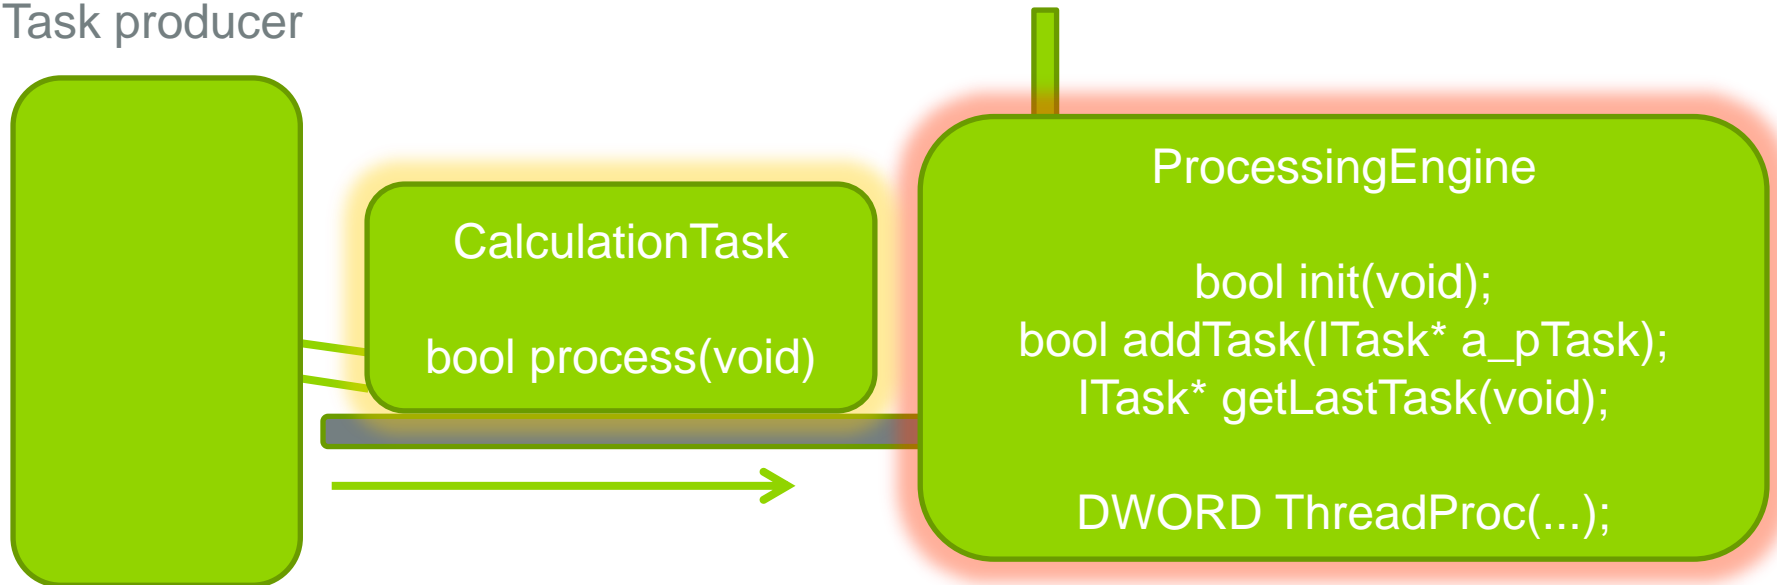 Task producer
CalculationTask
bool process(void)
ProcessingEngine
bool init(void);
bool addTask(ITask* a_pTask);
ITask* getLastTask(void);
DWORD ThreadProc(...);